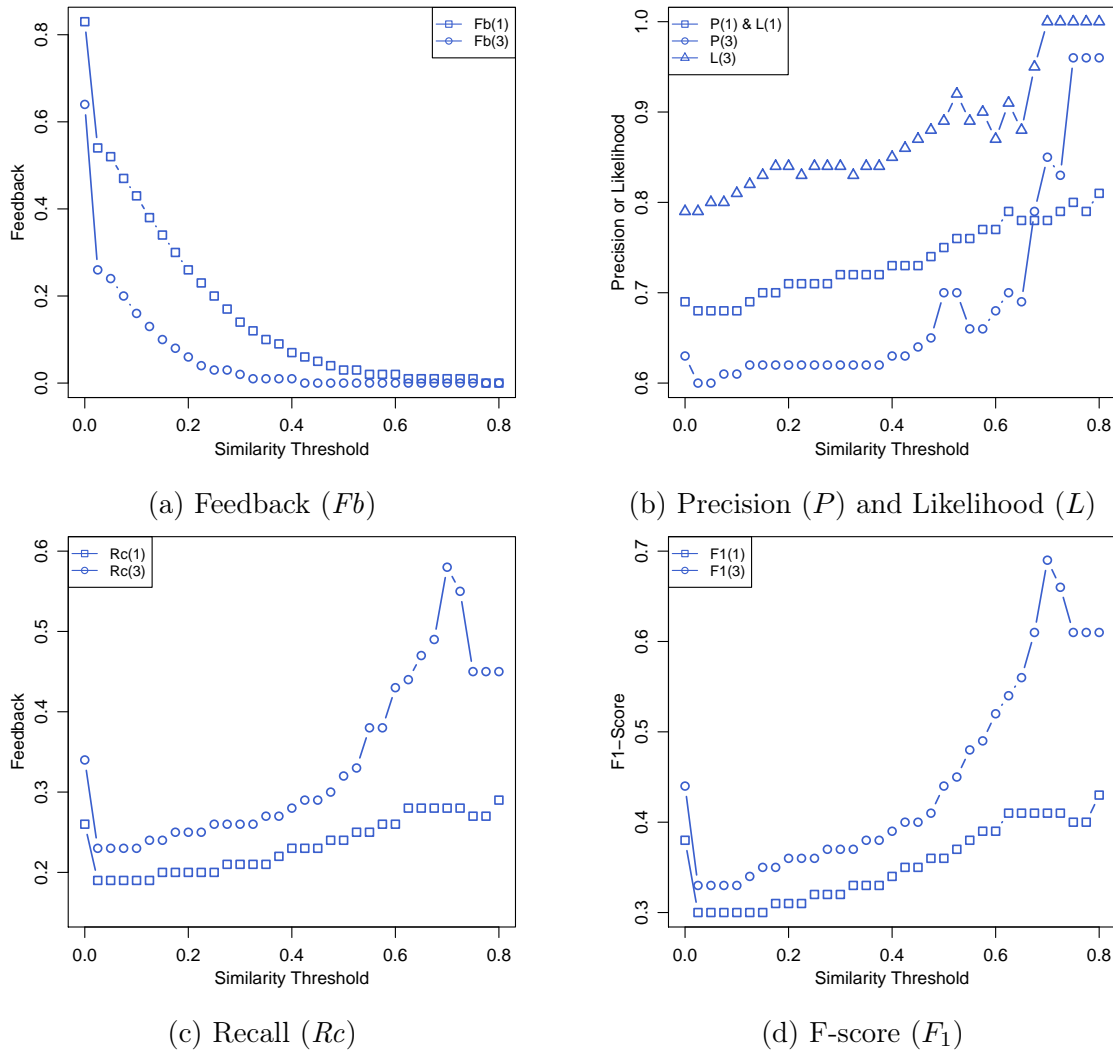 Fb(1)
Fb(3)
0.8
0.6
0.4
0.2
0.0
Feedback
0.0 0.2 0.4 0.6 0.8
Similarity Threshold
(a) Feedback (Fb)
P(1) & L(1)
P(3)
L(3)
1.0
0.9
0.8
0.7
0.6
Precision or Likelihood
0.0 0.2 0.4 0.6 0.8
Similarity Threshold
(b) Precision (P) and Likelihood (L)
Rc(1)
Rc(3)
0.6
0.5
0.4
0.3
0.2
Feedback
0.0 0.2 0.4 0.6 0.8
Similarity Threshold
(c) Recall (Rc)
F1(1)
F1(3)
0.7
0.6
0.5
0.4
0.3
F1−Score
0.0 0.2 0.4 0.6 0.8
Similarity Threshold
(d) F-score (F₁)